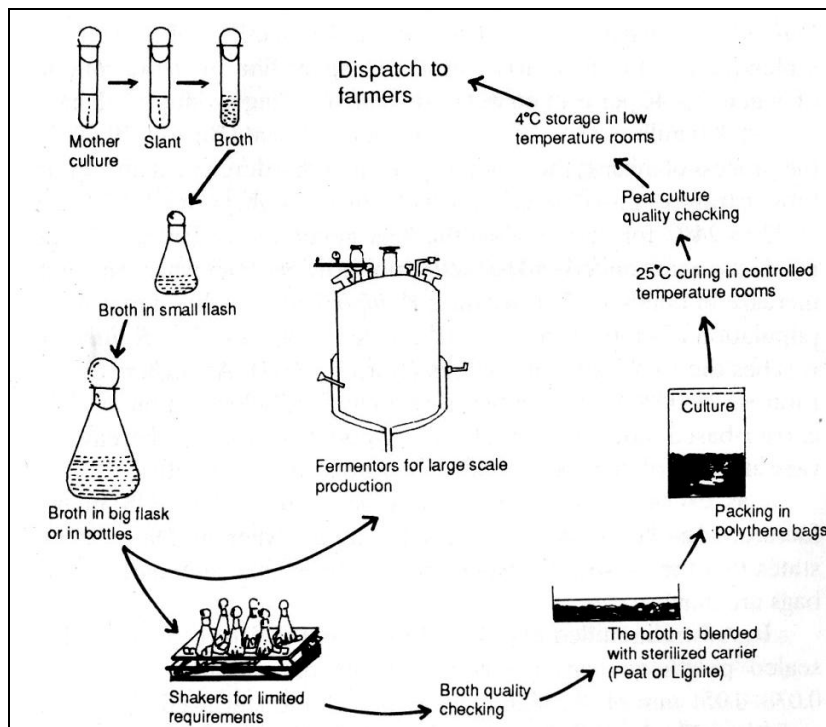 Mother
culture
Slant
Broth
Broth in small flash
Broth in big flask
or in bottles
Fermentors for large scale
production
Shakers for limited
requirements
Broth quality
checking
The broth is blended
with sterilized carrier
(Peat or Lignite)
Packing in
polythene bags
Culture
25°C curing in controlled
temperature rooms
Peat culture
quality checking
4°C storage in low
temperature rooms
Dispatch to
farmers